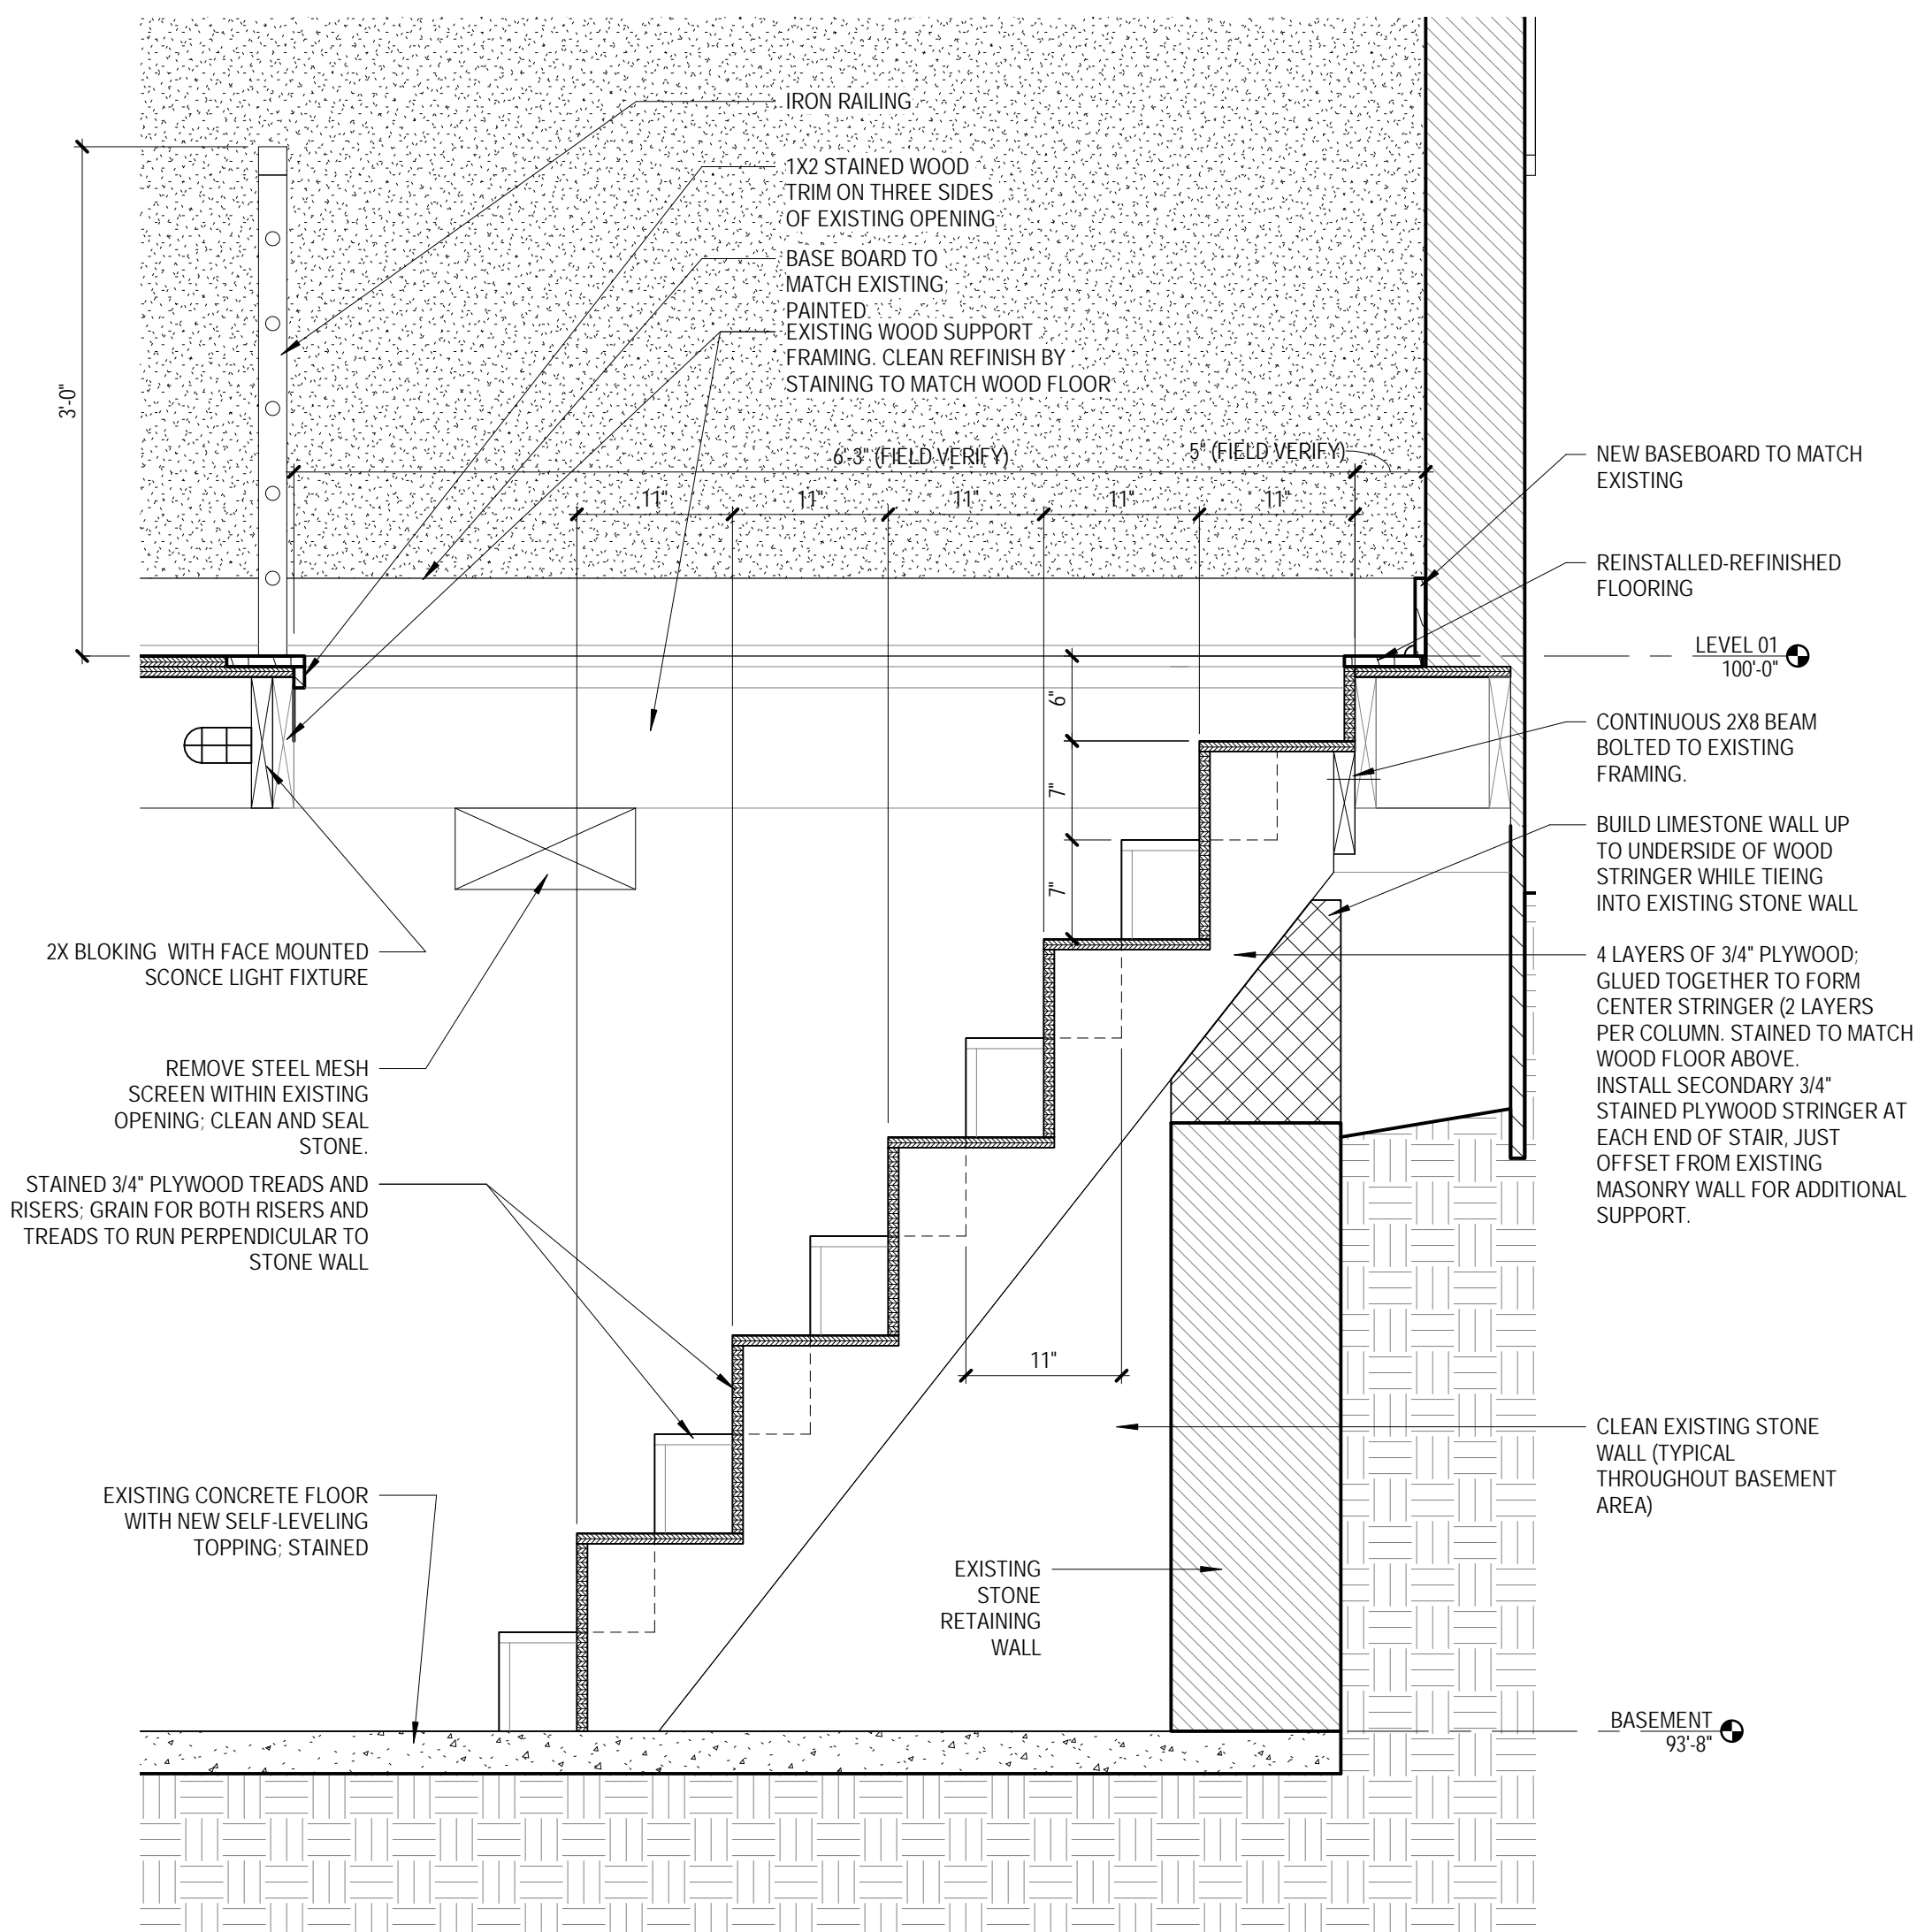 IRON RAILING
1X2 STAINED WOOD
TRIM ON THREE SIDES
OF EXISTING OPENING
BASE BOARD TO
MATCH EXISTING;
PAINTED
EXISTING WOOD SUPPORT
FRAMING. CLEAN REFINISH BY
STAINING TO MATCH WOOD FLOOR
3'-0"
6'-3" (FIELD VERIFY)
5" (FIELD VERIFY)
11"
11"
11"
11"
11"
NEW BASEBOARD TO MATCH
EXISTING
REINSTALLED-REFINISHED
FLOORING
LEVEL 01
100'-0"
6"
7"
7"
CONTINUOUS 2X8 BEAM
BOLTED TO EXISTING
FRAMING.
BUILD LIMESTONE WALL UP
TO UNDERSIDE OF WOOD
STRINGER WHILE TIEING
INTO EXISTING STONE WALL
2X BLOKING WITH FACE MOUNTED
SCONCE LIGHT FIXTURE
4 LAYERS OF 3/4" PLYWOOD;
GLUED TOGETHER TO FORM
CENTER STRINGER (2 LAYERS
PER COLUMN. STAINED TO MATCH
WOOD FLOOR ABOVE.
INSTALL SECONDARY 3/4"
STAINED PLYWOOD STRINGER AT
EACH END OF STAIR, JUST
OFFSET FROM EXISTING
MASONRY WALL FOR ADDITIONAL
SUPPORT.
REMOVE STEEL MESH
SCREEN WITHIN EXISTING
OPENING; CLEAN AND SEAL
STONE.
STAINED 3/4" PLYWOOD TREADS AND
RISERS; GRAIN FOR BOTH RISERS AND
TREADS TO RUN PERPENDICULAR TO
STONE WALL
11"
CLEAN EXISTING STONE
WALL (TYPICAL
THROUGHOUT BASEMENT
AREA)
EXISTING CONCRETE FLOOR
WITH NEW SELF-LEVELING
TOPPING; STAINED
EXISTING
STONE
RETAINING
WALL
BASEMENT
93'-8"